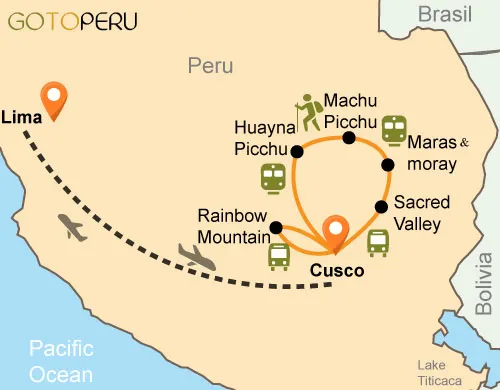 GOTOPERU
Brasil
Peru
Lima
Machu
Picchu
Huayna
Picchu
Maras &
moray
Sacred
Valley
Rainbow
Mountain
Cusco
Bolivia
Pacific
Ocean
Lake
Titicaca